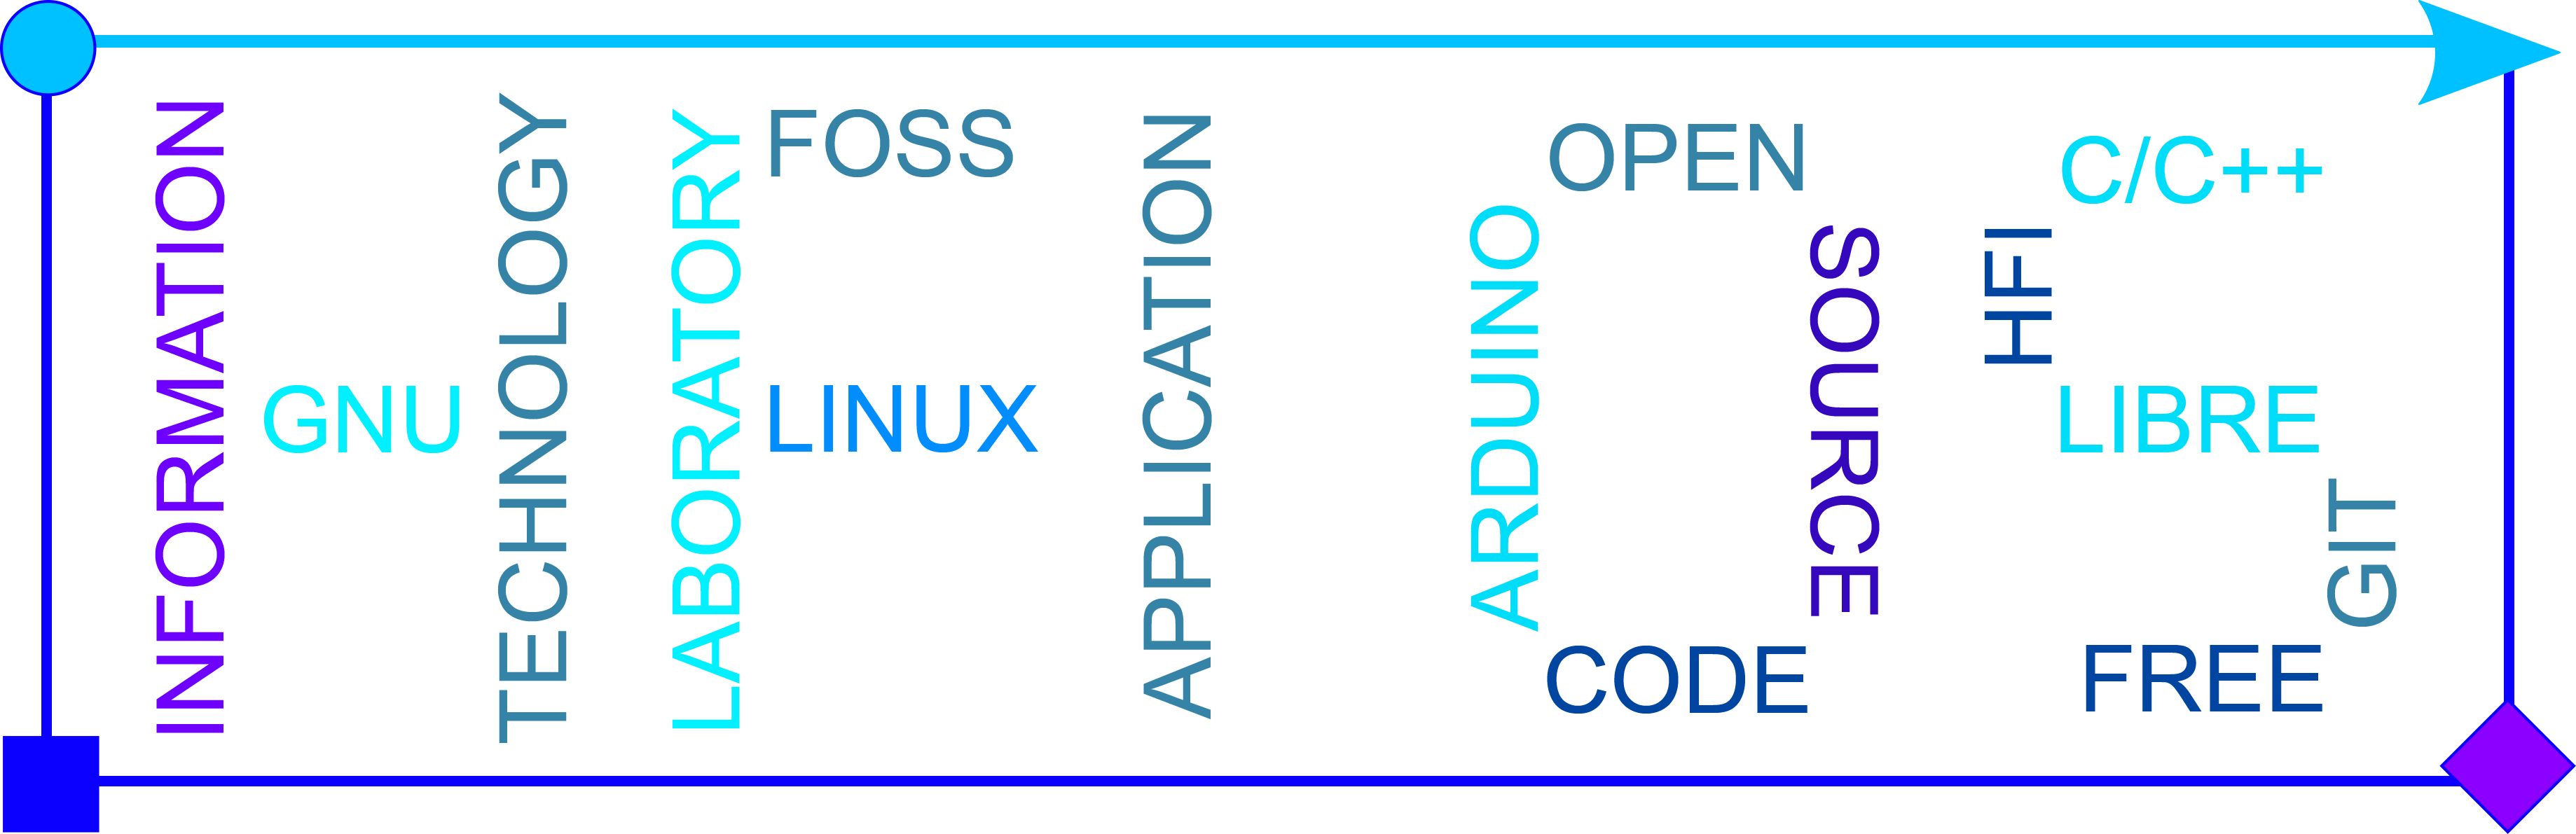 INFORMATION
GNU
TECHNOLOGY
LABORATORY
FOSS
LINUX
APPLICATION
ARDUINO
OPEN
SOURCE
CODE
HFI
C/C++
LIBRE
GIT
FREE